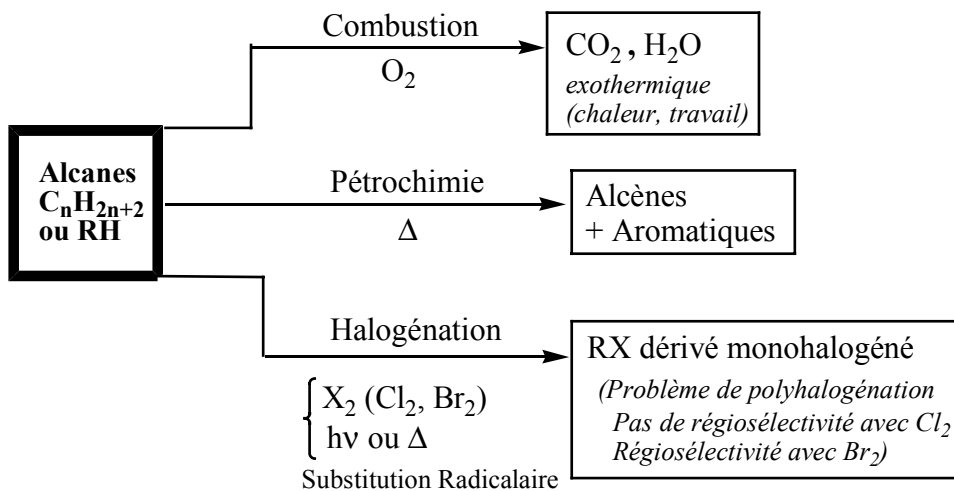 Combustion
O₂
CO₂ , H₂O
exothermique
(chaleur, travail)
Alcanes
CₙH₂ₙ₊₂
ou RH
Pétrochimie
Δ
Alcènes
+ Aromatiques
Halogénation
X₂ (Cl₂, Br₂)
hν ou Δ
Substitution Radicalaire
RX dérivé monohalogéné
(Problème de polyhalogénation
Pas de régiosélectivité avec Cl₂
Régiosélectivité avec Br₂)